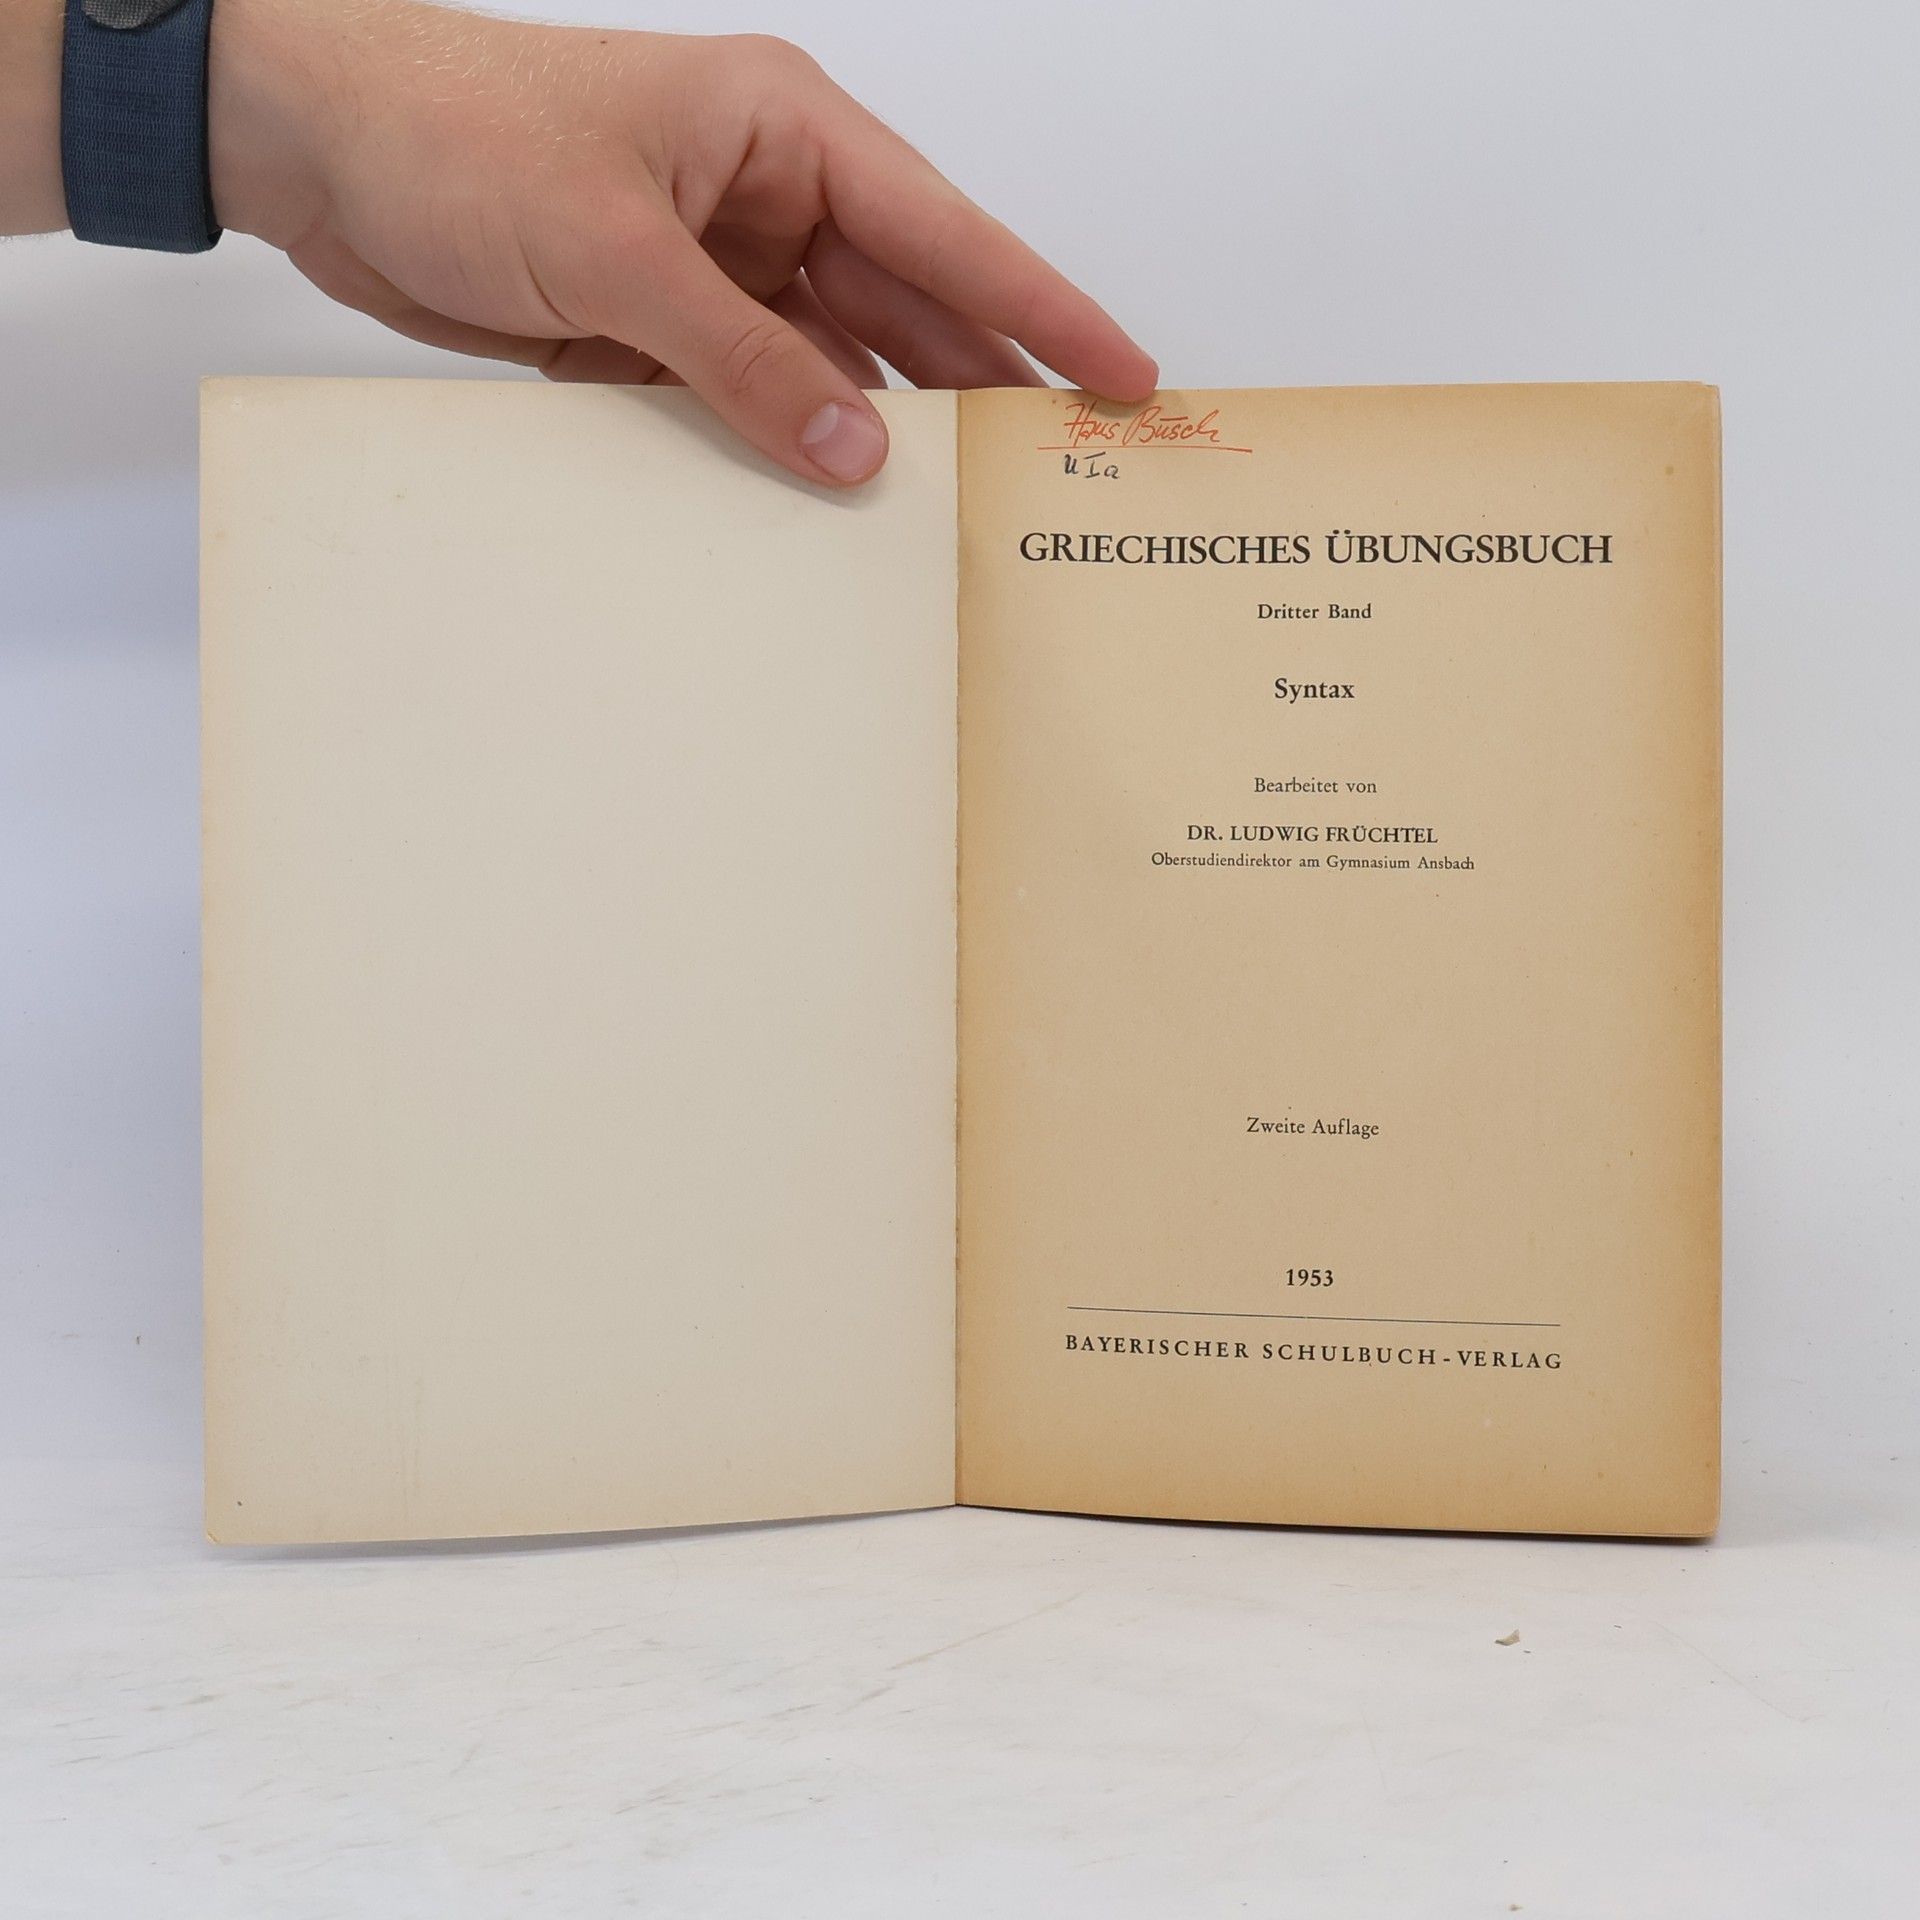 Hans Busch
U I a
GRIECHISCHES ÜBUNGSBUCH
Dritter Band
Syntax
Bearbeitet von
DR. LUDWIG FRÜCHTEL
Oberstudiendirektor am Gymnasium Ansbach
Zweite Auflage
1953
BAYERISCHER SCHULBUCH-VERLAG